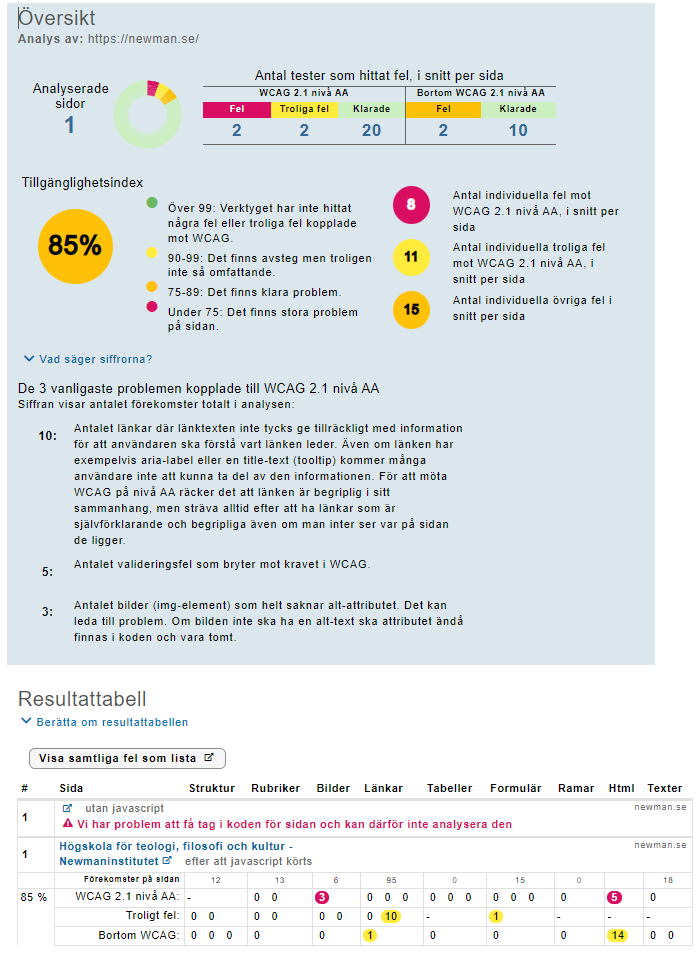 Översikt
Analys av: https://newman.se/
Analyserade
sidor
1
Antal tester som hittat fel, i snitt per sida
WCAG 2.1 nivå AA Bortom WCAG 2.1 nivå AA
Fel Troliga fel Klarade Fel Klarade
2 2 20 2 10
Tillgänglighetsindex
85%
Över 99: Verktyget har inte hittat
några fel eller troliga fel kopplade
mot WCAG.
90-99: Det finns avsteg men troligen
inte så omfattande.
75-89: Det finns klara problem.
Under 75: Det finns stora problem
på sidan.
8 Antal individuella fel mot
WCAG 2.1 nivå AA, i snitt per
sida
11 Antal individuella troliga fel
mot WCAG 2.1 nivå AA, i
snitt per sida
15 Antal individuella övriga fel i
snitt per sida
Vad säger siffrorna?
De 3 vanligaste problemen kopplade till WCAG 2.1 nivå AA
Siffran visar antalet förekomster totalt i analysen:
10: Antalet länkar där länktexten inte tycks ge tillräckligt med information
för att användaren ska förstå vart länken leder. Även om länken har
exempelvis aria-label eller en title-text (tooltip) kommer många
användare inte att kunna ta del av den informationen. För att möta
WCAG på nivå AA räcker det att länken är begriplig i sitt
sammanhang, men sträva alltid efter att ha länkar som är
självförklarande och begripliga även om man inter ser var på sidan
de ligger.
5: Antalet valideringsfel som bryter mot kravet i WCAG.
3: Antalet bilder (img-element) som helt saknar alt-attributet. Det kan
leda till problem. Om bilden inte ska ha en alt-text ska attributet ändå
finnas i koden och vara tomt.
Resultattabell
Berätta om resultattabellen
Visa samtliga fel som lista
# Sida Struktur Rubriker Bilder Länkar Tabeller Formulär Ramar Html Texter
1 utan javascript newman.se
Vi har problem att få tag i koden för sidan och kan därför inte analysera den
1 Högskola för teologi, filosofi och kultur - newman.se
Newmaninstitutet efter att javascript körts
Förekomster på sidan 12 13 6 95 0 15 0 18
85 % WCAG 2.1 nivå AA: - 0 0 3 0 0 0 0 0 0 0 0 0 0 5 0
Troligt fel: 0 0 0 0 0 0 10 - 1 - - -
Bortom WCAG: 0 0 0 0 0 1 0 0 0 14 0 0